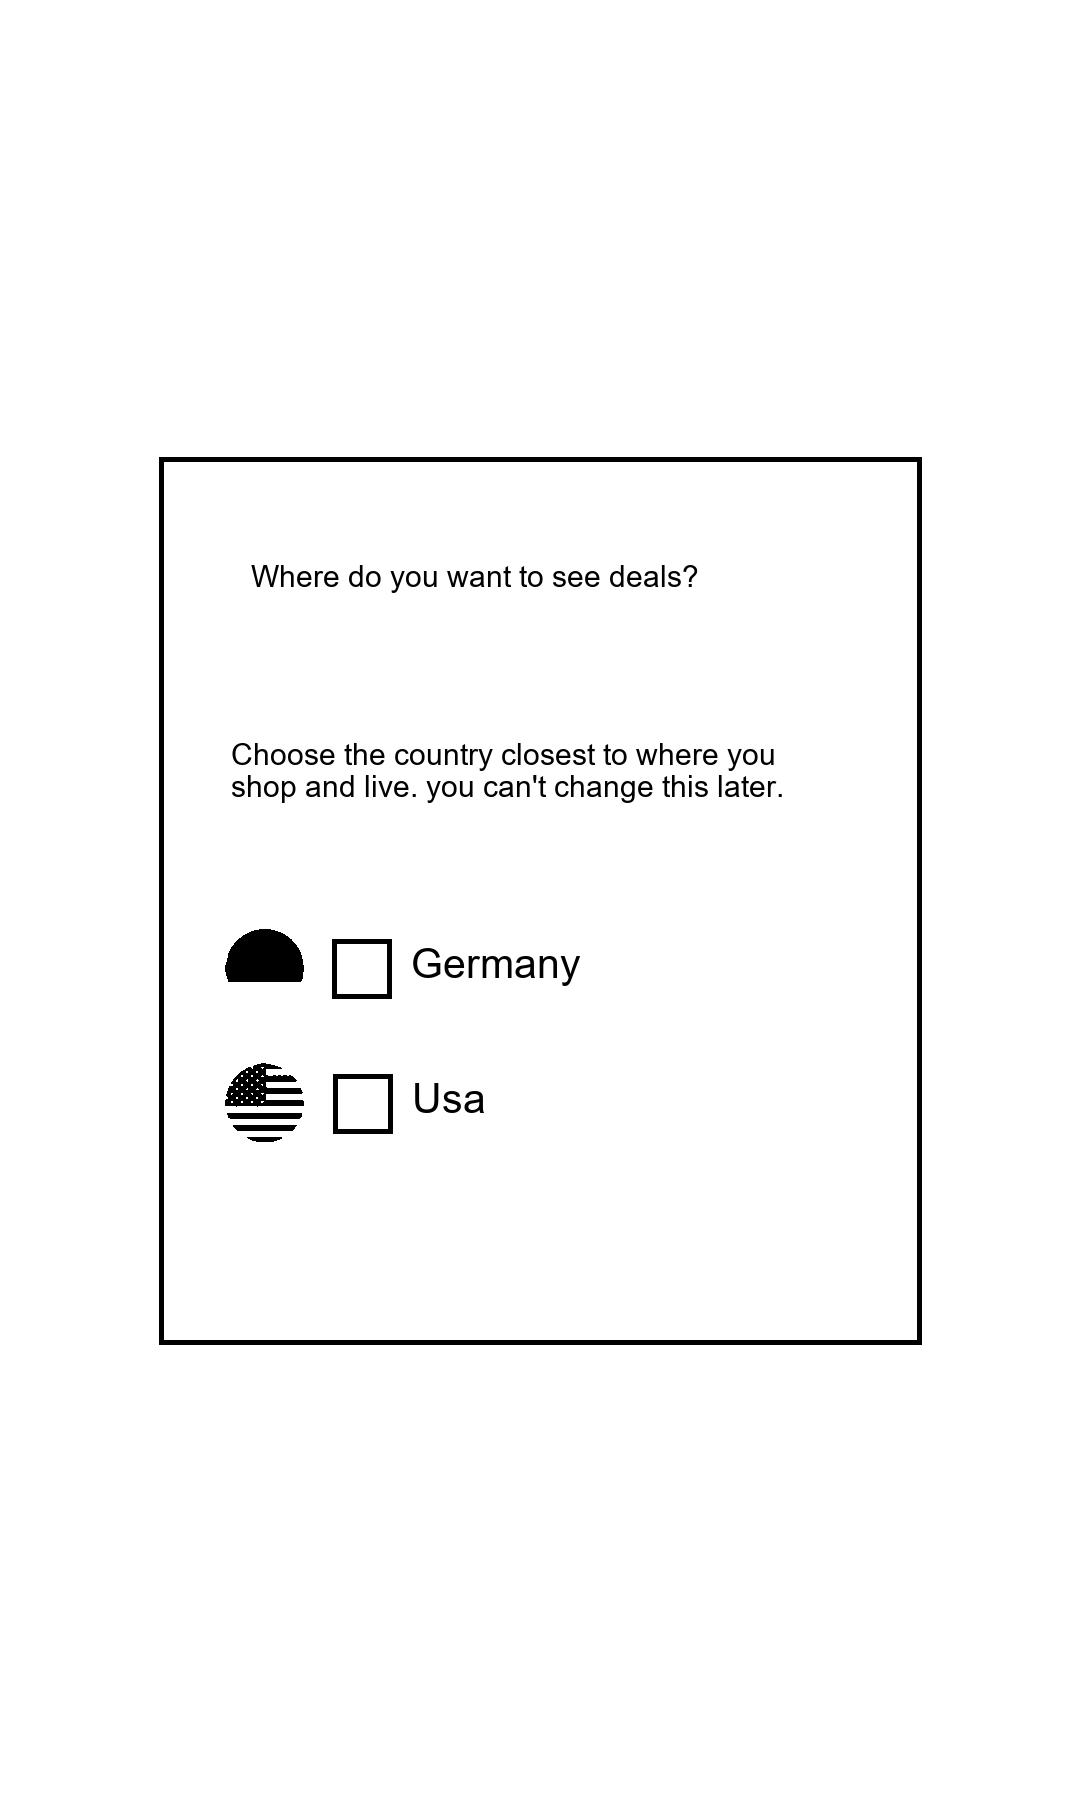 Where do you want to see deals?
Choose the country closest to where you
shop and live. you can't change this later.
Germany
Usa